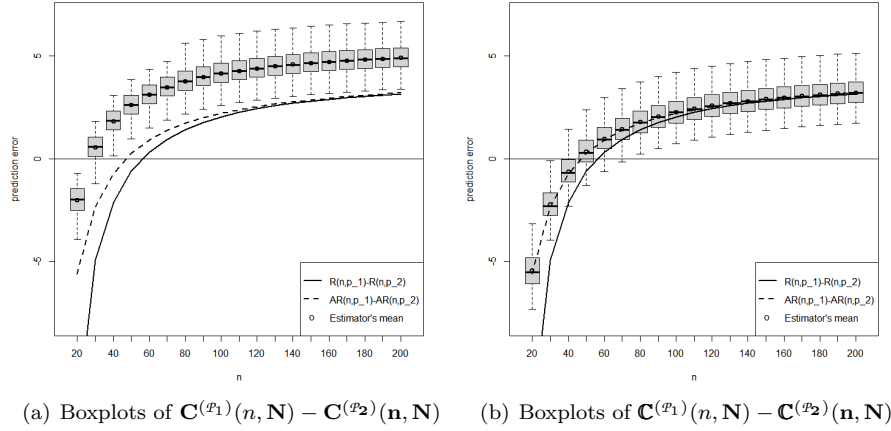 prediction error
5
0
-5
20 40 60 80 100 120 140 160 180 200
n
R(n,p_1)-R(n,p_2)
AR(n,p_1)-AR(n,p_2)
Estimator's mean
prediction error
5
0
-5
20 40 60 80 100 120 140 160 180 200
n
R(n,p_1)-R(n,p_2)
AR(n,p_1)-AR(n,p_2)
Estimator's mean
(a) Boxplots of 𝐂^(𝓅₁)(n, 𝐍) − 𝐂^(𝓅𝟐)(𝐧, 𝐍)
(b) Boxplots of ℂ^(𝓅₁)(n, 𝐍) − ℂ^(𝓅𝟐)(𝐧, 𝐍)